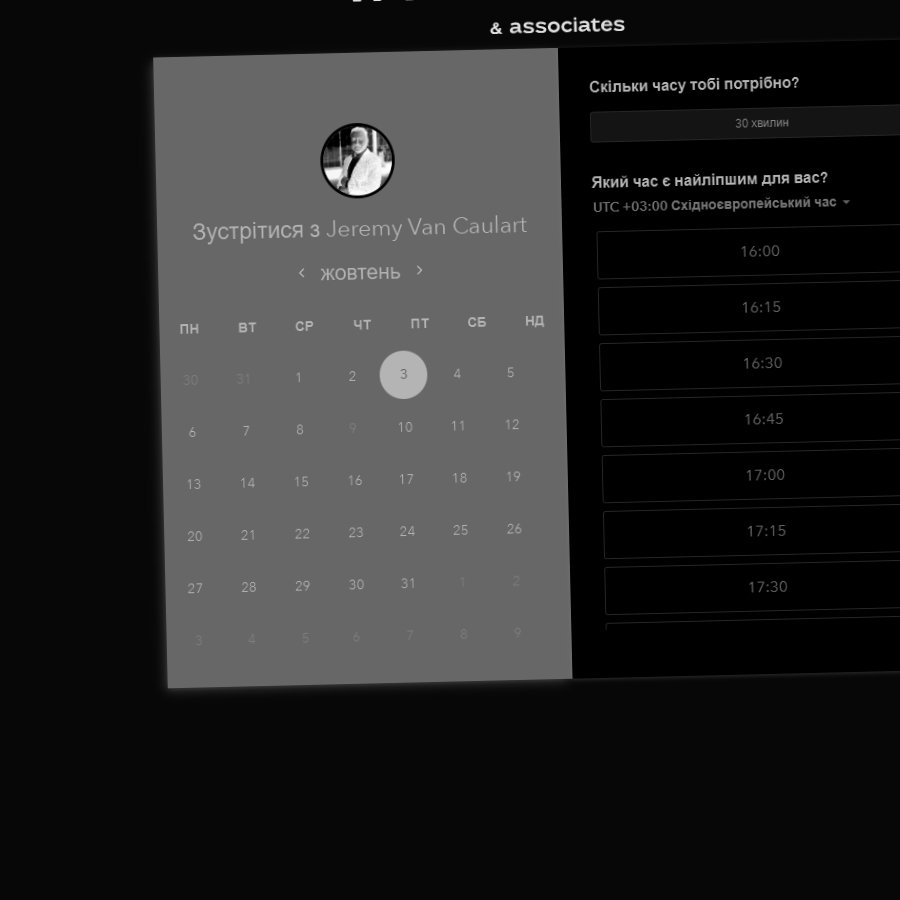 & associates
Зустрітися з Jeremy Van Caulart
жовтень
ПН ВТ СР ЧТ ПТ СБ НД
30 31 1 2 3 4 5
6 7 8 9 10 11 12
13 14 15 16 17 18 19
20 21 22 23 24 25 26
27 28 29 30 31 1 2
3 4 5 6 7 8 9
Скільки часу тобі потрібно?
30 хвилин
Який час є найліпшим для вас?
UTC +03:00 Східноєвропейський час
16:00
16:15
16:30
16:45
17:00
17:15
17:30